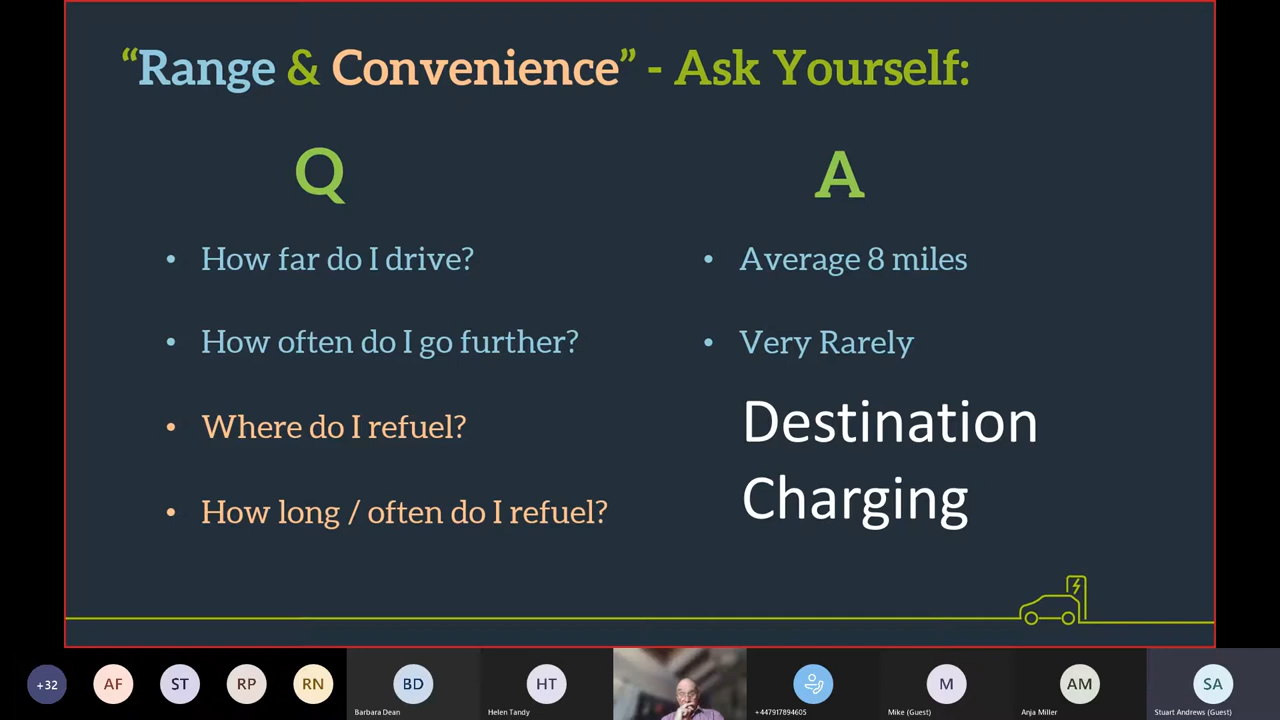 “Range & Convenience” - Ask Yourself:
Q
A
• How far do I drive?
• Average 8 miles
• How often do I go further?
• Very Rarely
• Where do I refuel?
Destination
Charging
• How long / often do I refuel?
+32
AF
ST
RP
RN
BD
Barbara Dean
HT
Helen Tandy
+447917894605
M
Mike (Guest)
AM
Anja Miller
SA
Stuart Andrews (Guest)